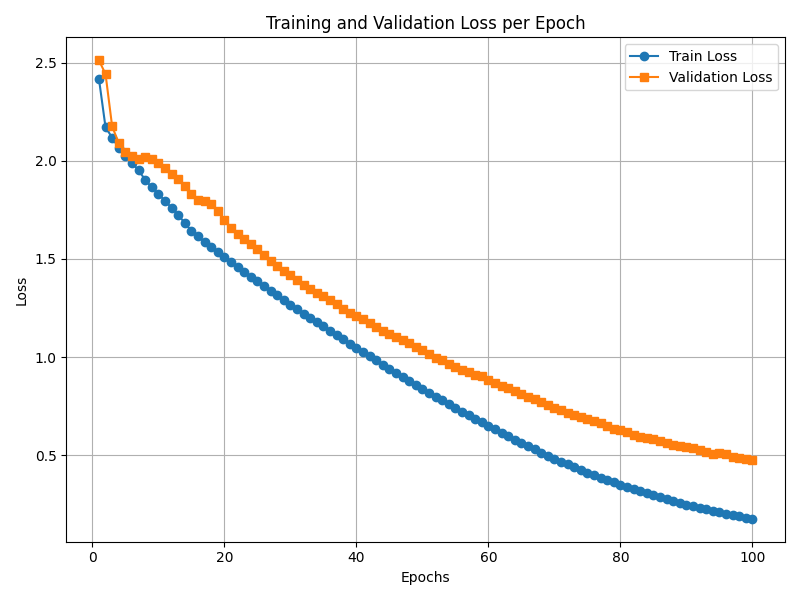 Training and Validation Loss per Epoch
Train Loss
Validation Loss
2.5
2.0
1.5
1.0
0.5
Loss
0 20 40 60 80 100
Epochs